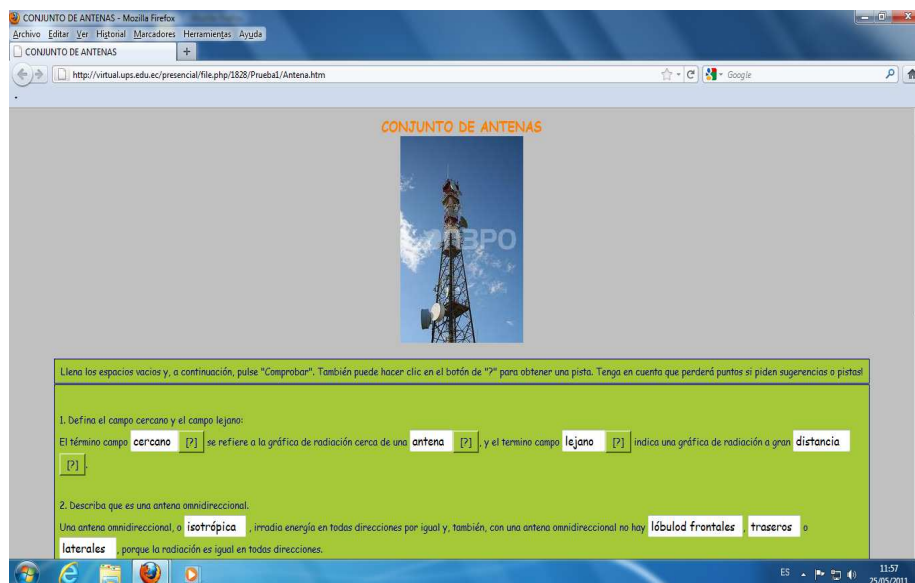 CONJUNTO DE ANTENAS - Mozilla Firefox
Archivo Editar Ver Historial Marcadores Herramientas Ayuda
CONJUNTO DE ANTENAS +
http://virtual.ups.edu.ec/presencial/file.php/1828/Prueba1/Antena.htm Google
CONJUNTO DE ANTENAS
Llena los espacios vacios y, a continuación, pulse "Comprobar". También puede hacer clic en el botón de "?" para obtener una pista. Tenga en cuenta que perderá puntos si piden sugerencias o pistas!
1. Defina el campo cercano y el campo lejano:
El término campo cercano [?] se refiere a la gráfica de radiación cerca de una antena [?], y el termino campo lejano [?] indica una gráfica de radiación a gran distancia
[?].
2. Describa que es una antena omnidireccional.
Una antena omnidireccional, o isotrópica , irradia energía en todas direcciones por igual y, también, con una antena omnidireccional no hay lóbulod frontales , traseros o
laterales , porque la radiación es igual en todas direcciones.
ES 11:57
25/05/2011